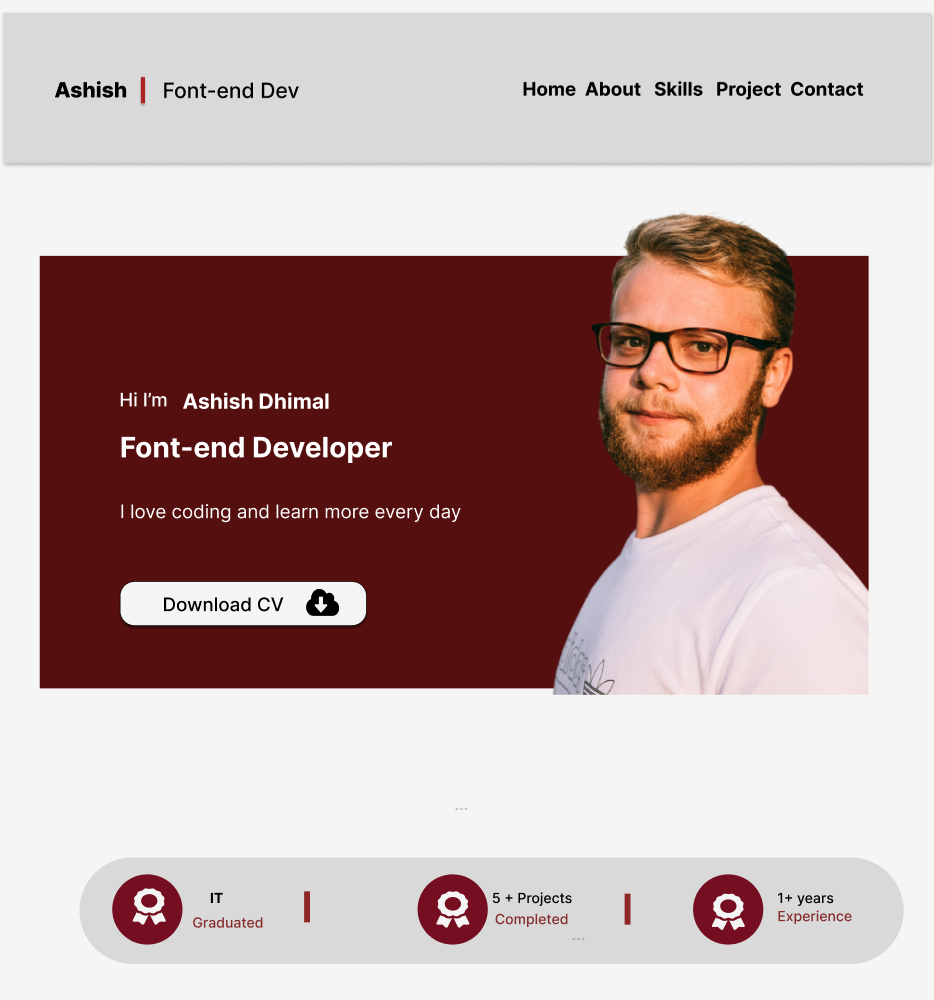 Ashish | Font-end Dev
Home About Skills Project Contact
Hi I'm Ashish Dhimal
Font-end Developer
I love coding and learn more every day
Download CV
...
IT
Graduated
5 + Projects
Completed
...
1+ years
Experience